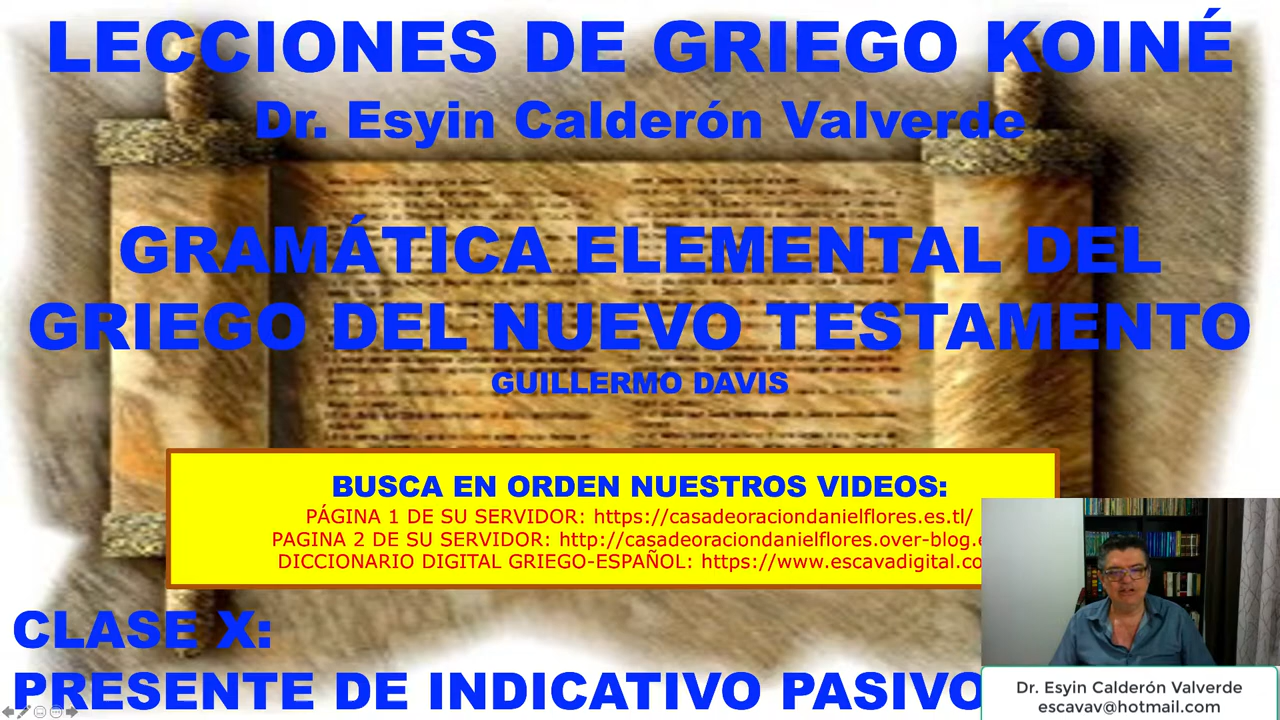 LECCIONES DE GRIEGO KOINÉ
Dr. Esyin Calderón Valverde
GRAMÁTICA ELEMENTAL DEL
GRIEGO DEL NUEVO TESTAMENTO
GUILLERMO DAVIS
BUSCA EN ORDEN NUESTROS VIDEOS:
PÁGINA 1 DE SU SERVIDOR: https://casadeoraciondanielflores.es.tl/
PAGINA 2 DE SU SERVIDOR: http://casadeoraciondanielflores.over-blog.e
DICCIONARIO DIGITAL GRIEGO-ESPAÑOL: https://www.escavadigital.co
CLASE X:
PRESENTE DE INDICATIVO PASIVO
Dr. Esyin Calderón Valverde
escavav@hotmail.com